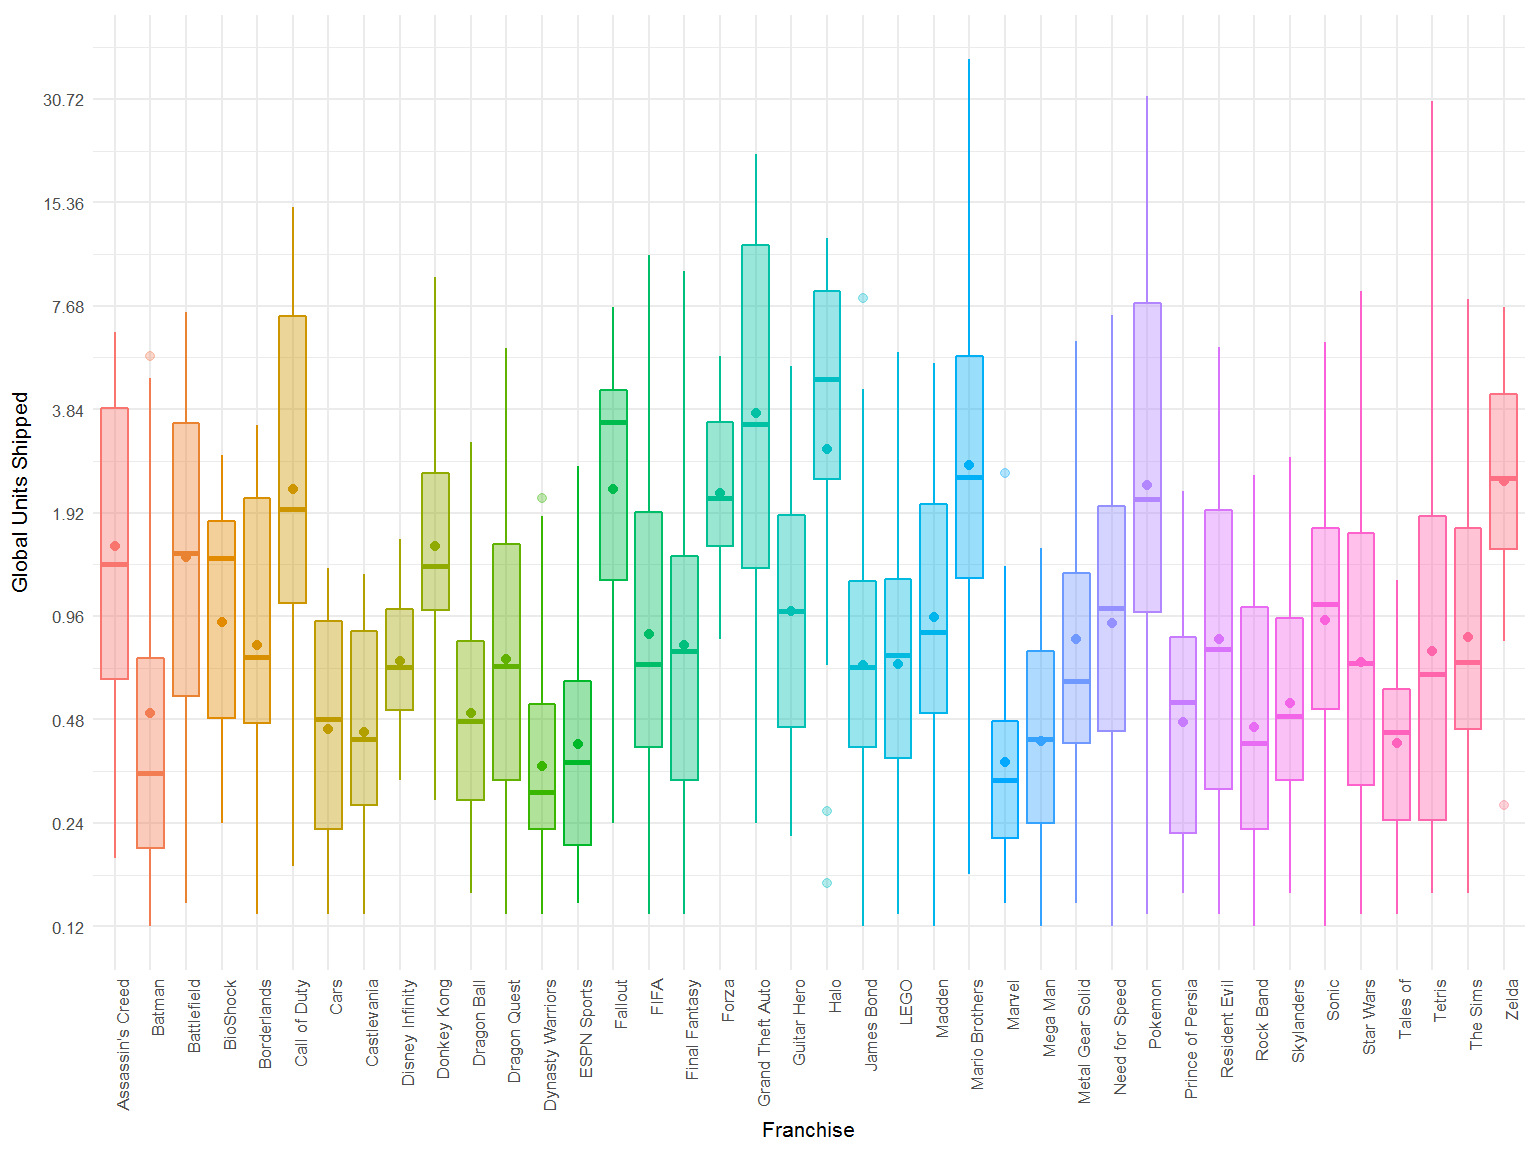 Global Units Shipped
30.72
15.36
7.68
3.84
1.92
0.96
0.48
0.24
0.12
Assassin's Creed
Batman
Battlefield
BioShock
Borderlands
Call of Duty
Cars
Castlevania
Disney Infinity
Donkey Kong
Dragon Ball
Dragon Quest
Dynasty Warriors
ESPN Sports
Fallout
FIFA
Final Fantasy
Forza
Grand Theft Auto
Guitar Hero
Halo
James Bond
LEGO
Madden
Mario Brothers
Marvel
Mega Man
Metal Gear Solid
Need for Speed
Pokemon
Prince of Persia
Resident Evil
Rock Band
Skylanders
Sonic
Star Wars
Tales of
Tetris
The Sims
Zelda
Franchise